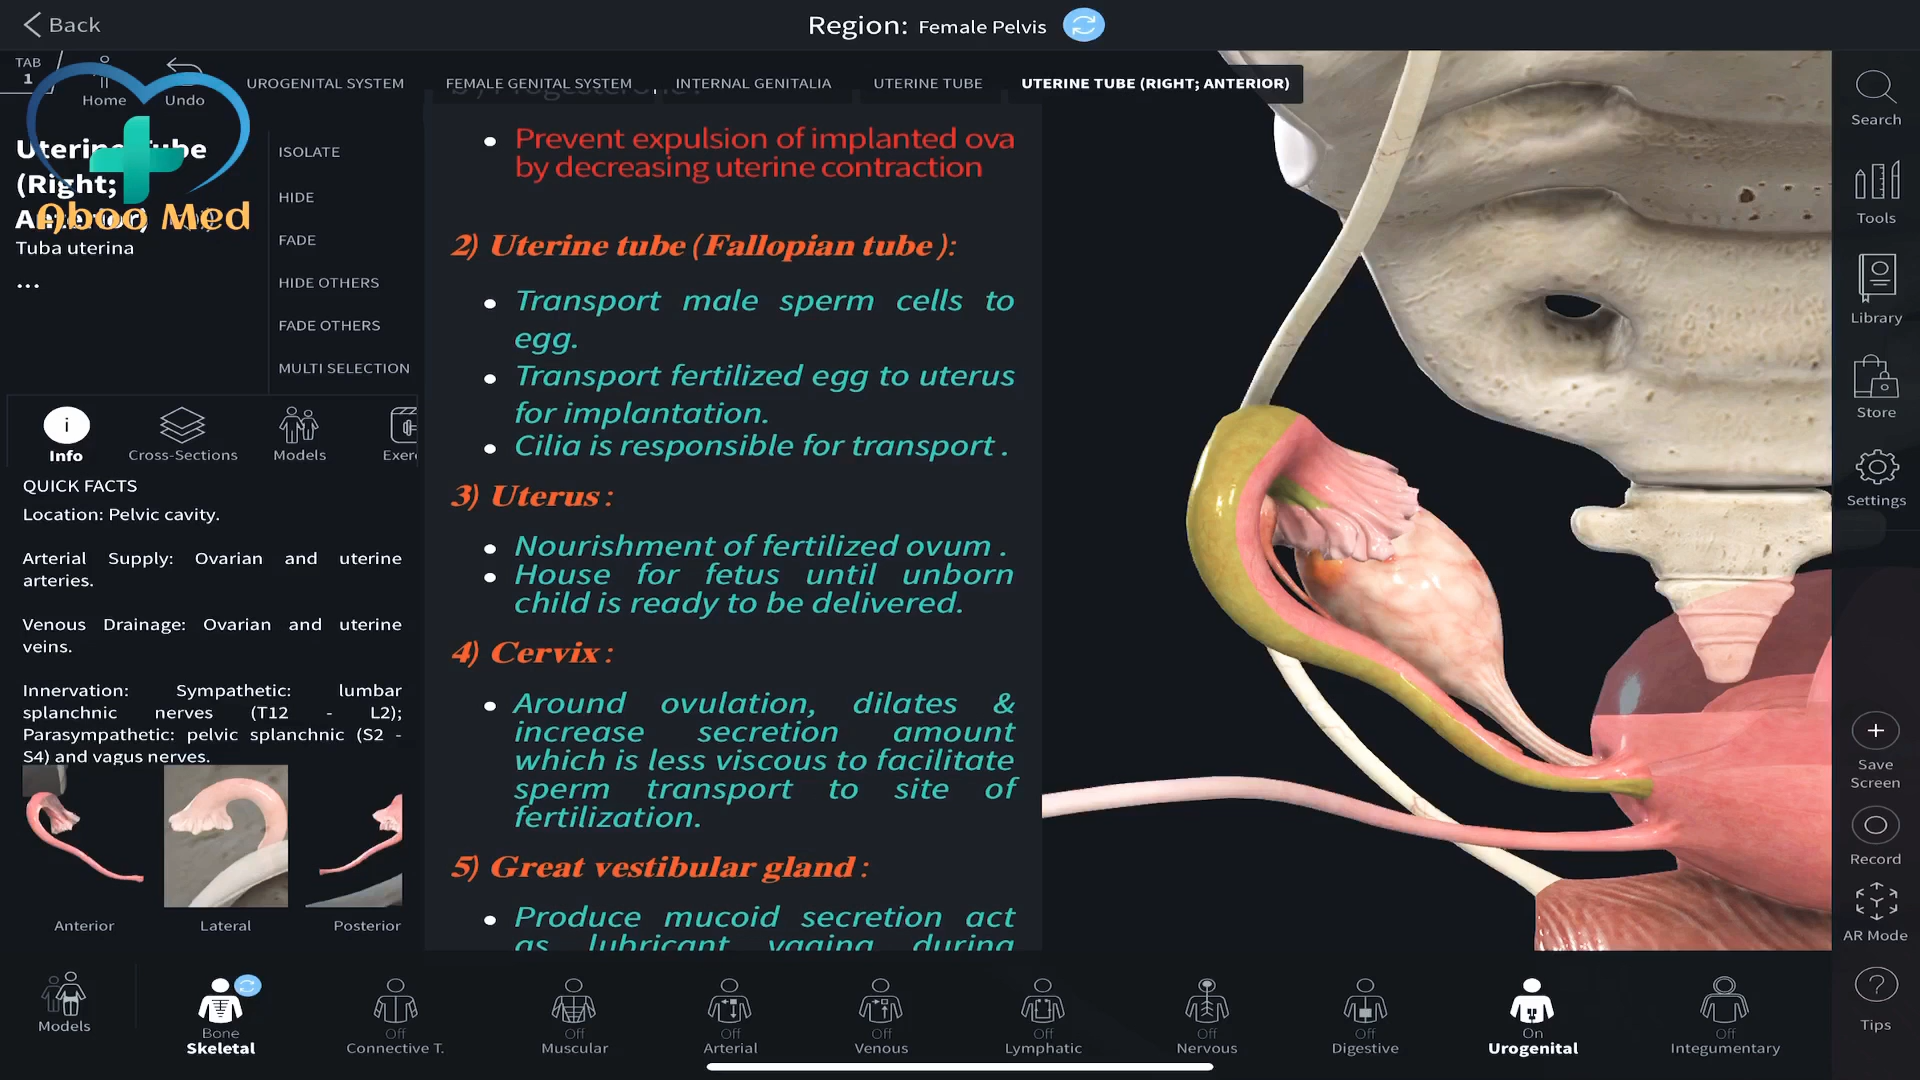 Back
Region: Female Pelvis
TAB
1
Home
Undo
UROGENITAL SYSTEM
FEMALE GENITAL SYSTEM
INTERNAL GENITALIA
UTERINE TUBE
UTERINE TUBE (RIGHT; ANTERIOR)
Uterine Tube
(Right;
Anterior)
Aboo Med
Tuba uterina
...
ISOLATE
HIDE
FADE
HIDE OTHERS
FADE OTHERS
MULTI SELECTION
Info
Cross-Sections
Models
QUICK FACTS
Location: Pelvic cavity.
Arterial Supply: Ovarian and uterine
arteries.
Venous Drainage: Ovarian and uterine
veins.
Innervation: Sympathetic: lumbar
splanchnic nerves (T12 - L2);
Parasympathetic: pelvic splanchnic (S2 -
S4) and vagus nerves.
Anterior
Lateral
Posterior
• Prevent expulsion of implanted ova
by decreasing uterine contraction
2) Uterine tube (Fallopian tube ):
• Transport male sperm cells to
egg.
• Transport fertilized egg to uterus
for implantation.
• Cilia is responsible for transport .
3) Uterus :
• Nourishment of fertilized ovum .
• House for fetus until unborn
child is ready to be delivered.
4) Cervix :
• Around ovulation, dilates &
increase secretion amount
which is less viscous to facilitate
sperm transport to site of
fertilization.
5) Great vestibular gland :
• Produce mucoid secretion act
as lubricant vagina during
Search
Tools
Library
Store
Settings
Save
Screen
Record
AR Mode
Tips
Models
Bone
Skeletal
Off
Connective T.
Off
Muscular
Off
Arterial
Off
Venous
Off
Lymphatic
Off
Nervous
Off
Digestive
On
Urogenital
Off
Integumentary